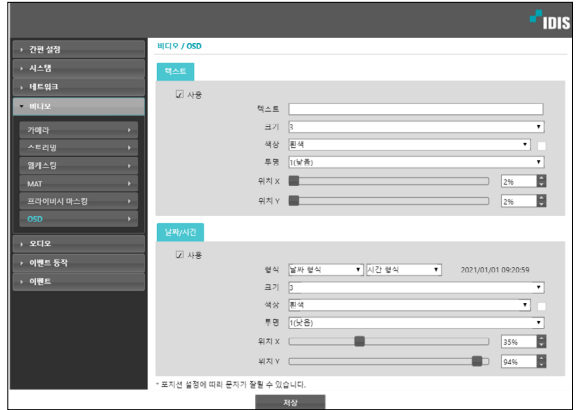 IDIS
간편 설정
시스템
네트워크
비디오
카메라
스트리밍
웹캐스팅
MAT
프라이버시 마스킹
OSD
오디오
이벤트 동작
이벤트
비디오 / OSD
텍스트
사용
텍스트
크기 3
색상 흰색
투명 1(낮음)
위치 X 2%
위치 Y 2%
날짜/시간
사용
형식 날짜 형식 시간 형식 2021/01/01 09:20:59
크기 3
색상 흰색
투명 1(낮음)
위치 X 35%
위치 Y 94%
* 포지션 설정에 따라 문자가 잘릴 수 있습니다.
저장